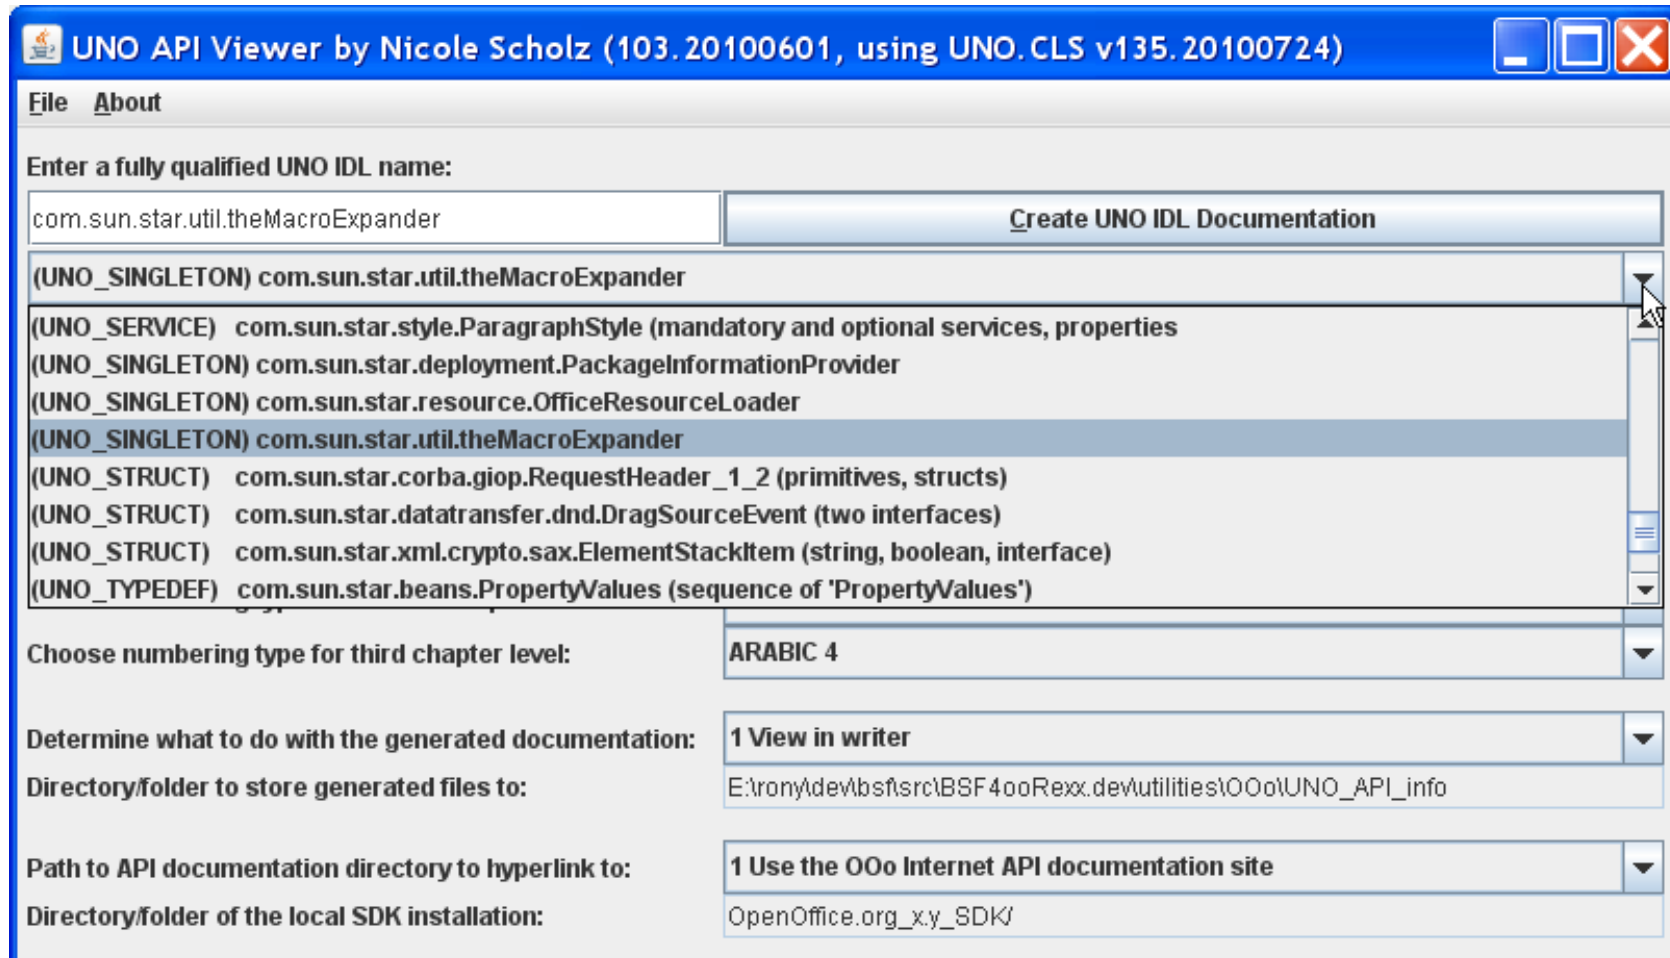 UNO API Viewer by Nicole Scholz (103.20100601, using UNO.CLS v135.20100724)
File About
Enter a fully qualified UNO IDL name:
com.sun.star.util.theMacroExpander Create UNO IDL Documentation
(UNO_SINGLETON) com.sun.star.util.theMacroExpander
(UNO_SERVICE) com.sun.star.style.ParagraphStyle (mandatory and optional services, properties
(UNO_SINGLETON) com.sun.star.deployment.PackageInformationProvider
(UNO_SINGLETON) com.sun.star.resource.OfficeResourceLoader
(UNO_SINGLETON) com.sun.star.util.theMacroExpander
(UNO_STRUCT) com.sun.star.corba.giop.RequestHeader_1_2 (primitives, structs)
(UNO_STRUCT) com.sun.star.datatransfer.dnd.DragSourceEvent (two interfaces)
(UNO_STRUCT) com.sun.star.xml.crypto.sax.ElementStackItem (string, boolean, interface)
(UNO_TYPEDEF) com.sun.star.beans.PropertyValues (sequence of 'PropertyValues')
Choose numbering type for third chapter level: ARABIC 4
Determine what to do with the generated documentation: 1 View in writer
Directory/folder to store generated files to: E:\rony\dev\bsf\src\BSF4ooRexx.dev\utilities\OOo\UNO_API_info
Path to API documentation directory to hyperlink to: 1 Use the OOo Internet API documentation site
Directory/folder of the local SDK installation: OpenOffice.org_x.y_SDK/